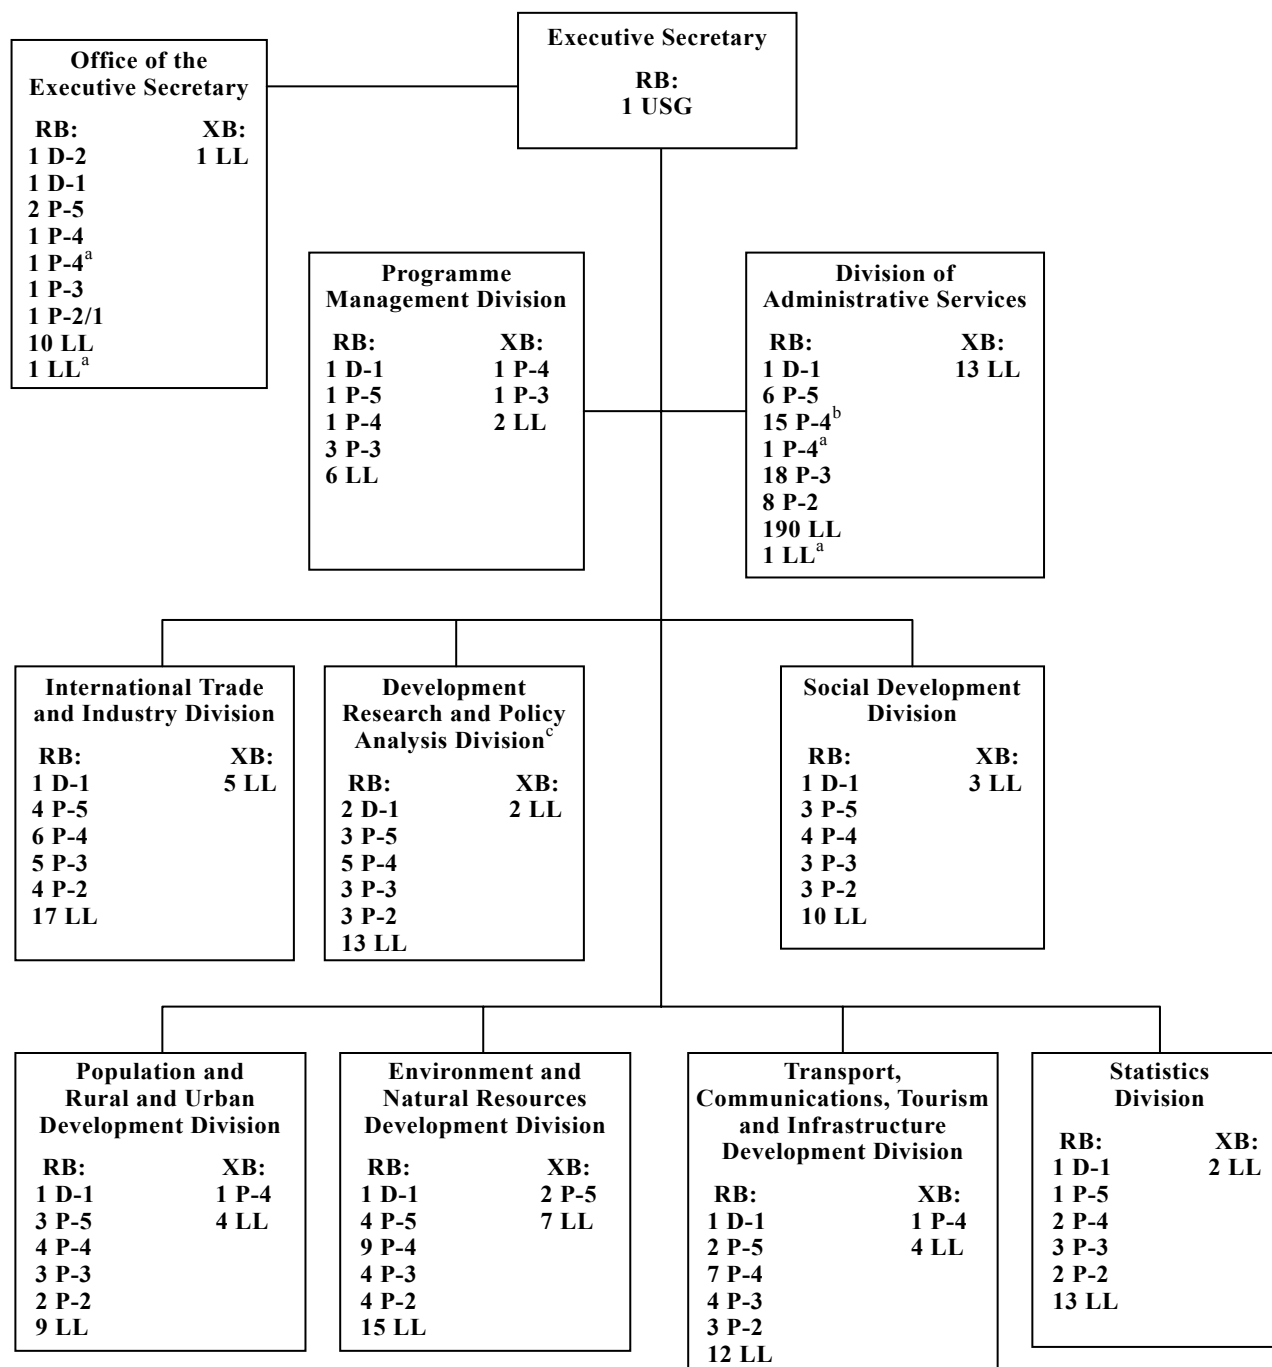 Executive Secretary
RB:
1 USG
Office of the
Executive Secretary
RB: XB:
1 D-2 1 LL
1 D-1
2 P-5
1 P-4
1 P-4a
1 P-3
1 P-2/1
10 LL
1 LLa
Programme
Management Division
RB: XB:
1 D-1 1 P-4
1 P-5 1 P-3
1 P-4 2 LL
3 P-3
6 LL
Division of
Administrative Services
RB: XB:
1 D-1 13 LL
6 P-5
15 P-4b
1 P-4a
18 P-3
8 P-2
190 LL
1 LLa
International Trade
and Industry Division
RB: XB:
1 D-1 5 LL
4 P-5
6 P-4
5 P-3
4 P-2
17 LL
Development
Research and Policy
Analysis Divisionc
RB: XB:
2 D-1 2 LL
3 P-5
5 P-4
3 P-3
3 P-2
13 LL
Social Development
Division
RB: XB:
1 D-1 3 LL
3 P-5
4 P-4
3 P-3
3 P-2
10 LL
Population and
Rural and Urban
Development Division
RB: XB:
1 D-1 1 P-4
3 P-5 4 LL
4 P-4
3 P-3
2 P-2
9 LL
Environment and
Natural Resources
Development Division
RB: XB:
1 D-1 2 P-5
4 P-5 7 LL
9 P-4
4 P-3
4 P-2
15 LL
Transport,
Communications, Tourism
and Infrastructure
Development Division
RB: XB:
1 D-1 1 P-4
2 P-5 4 LL
7 P-4
4 P-3
3 P-2
12 LL
Statistics
Division
RB: XB:
1 D-1 2 LL
1 P-5
2 P-4
3 P-3
2 P-2
13 LL